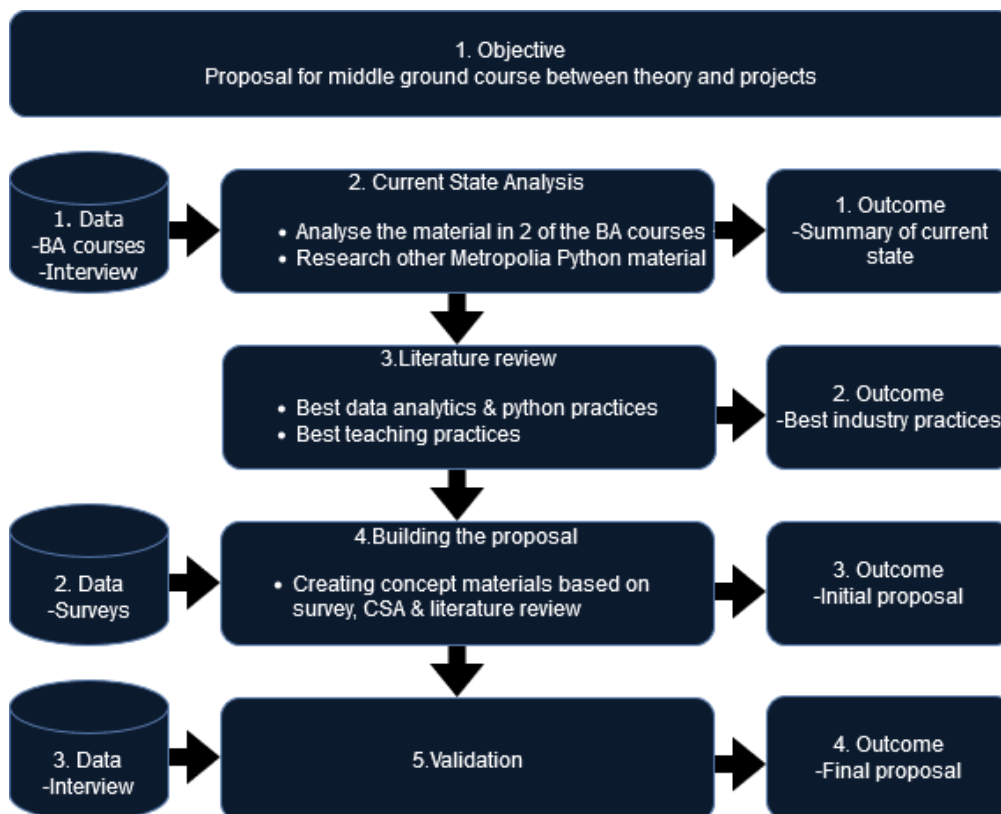 1. Objective
Proposal for middle ground course between theory and projects
1. Data
-BA courses
-Interview
2. Current State Analysis
• Analyse the material in 2 of the BA courses
• Research other Metropolia Python material
1. Outcome
-Summary of current
state
3.Literature review
• Best data analytics & python practices
• Best teaching practices
2. Outcome
-Best industry practices
2. Data
-Surveys
4.Building the proposal
• Creating concept materials based on
survey, CSA & literature review
3. Outcome
-Initial proposal
3. Data
-Interview
5.Validation
4. Outcome
-Final proposal